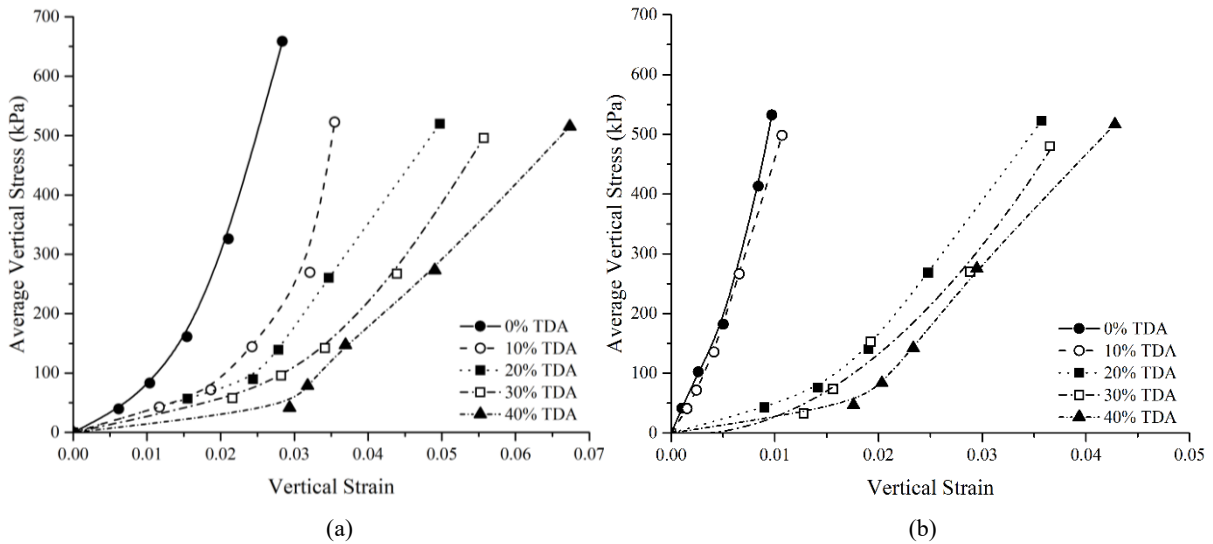 700
600
500
400
300
200
100
0
Average Vertical Stress (kPa)
0% TDA
10% TDA
20% TDA
30% TDA
40% TDA
0.00 0.01 0.02 0.03 0.04 0.05 0.06 0.07
Vertical Strain
(a)
700
600
500
400
300
200
100
0
Average Vertical Stress (kPa)
0% TDA
10% TDA
20% TDA
30% TDA
40% TDA
0.00 0.01 0.02 0.03 0.04 0.05
Vertical Strain
(b)